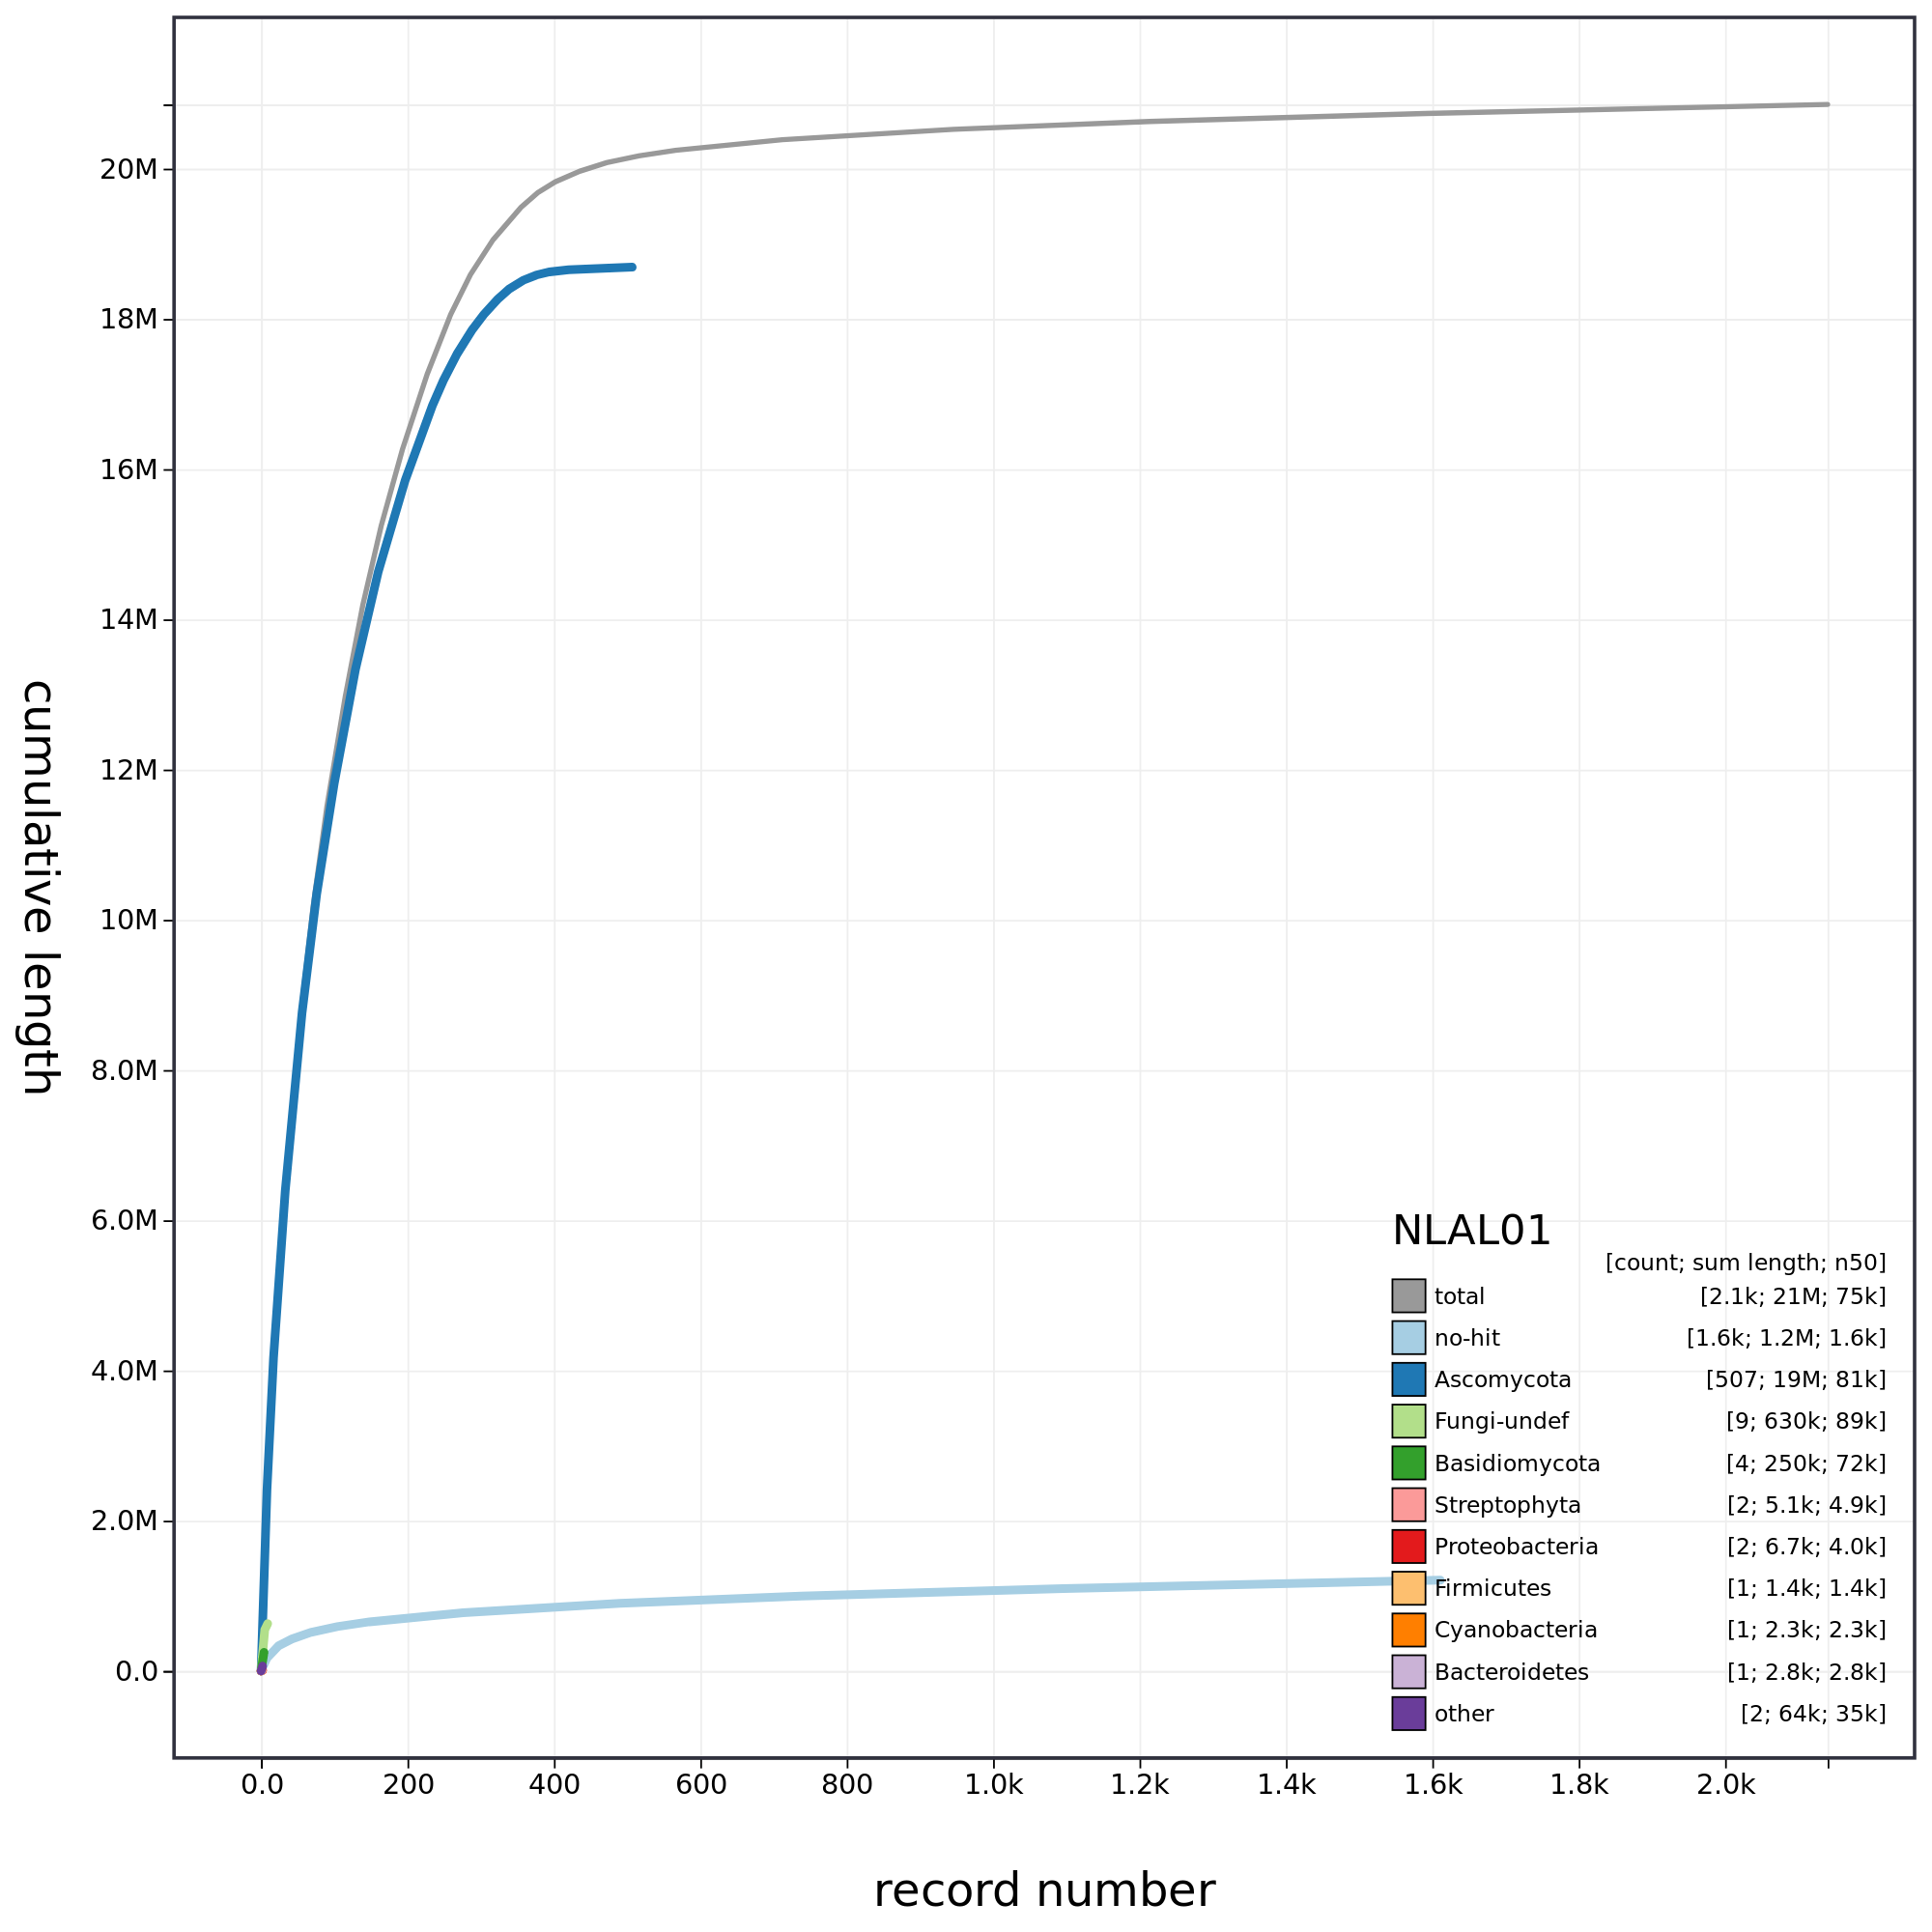 20M
18M
16M
14M
12M
10M
8.0M
6.0M
4.0M
2.0M
0.0
cumulative length
NLAL01
[count; sum length; n50]
total [2.1k; 21M; 75k]
no-hit [1.6k; 1.2M; 1.6k]
Ascomycota [507; 19M; 81k]
Fungi-undef [9; 630k; 89k]
Basidiomycota [4; 250k; 72k]
Streptophyta [2; 5.1k; 4.9k]
Proteobacteria [2; 6.7k; 4.0k]
Firmicutes [1; 1.4k; 1.4k]
Cyanobacteria [1; 2.3k; 2.3k]
Bacteroidetes [1; 2.8k; 2.8k]
other [2; 64k; 35k]
0.0 200 400 600 800 1.0k 1.2k 1.4k 1.6k 1.8k 2.0k
record number